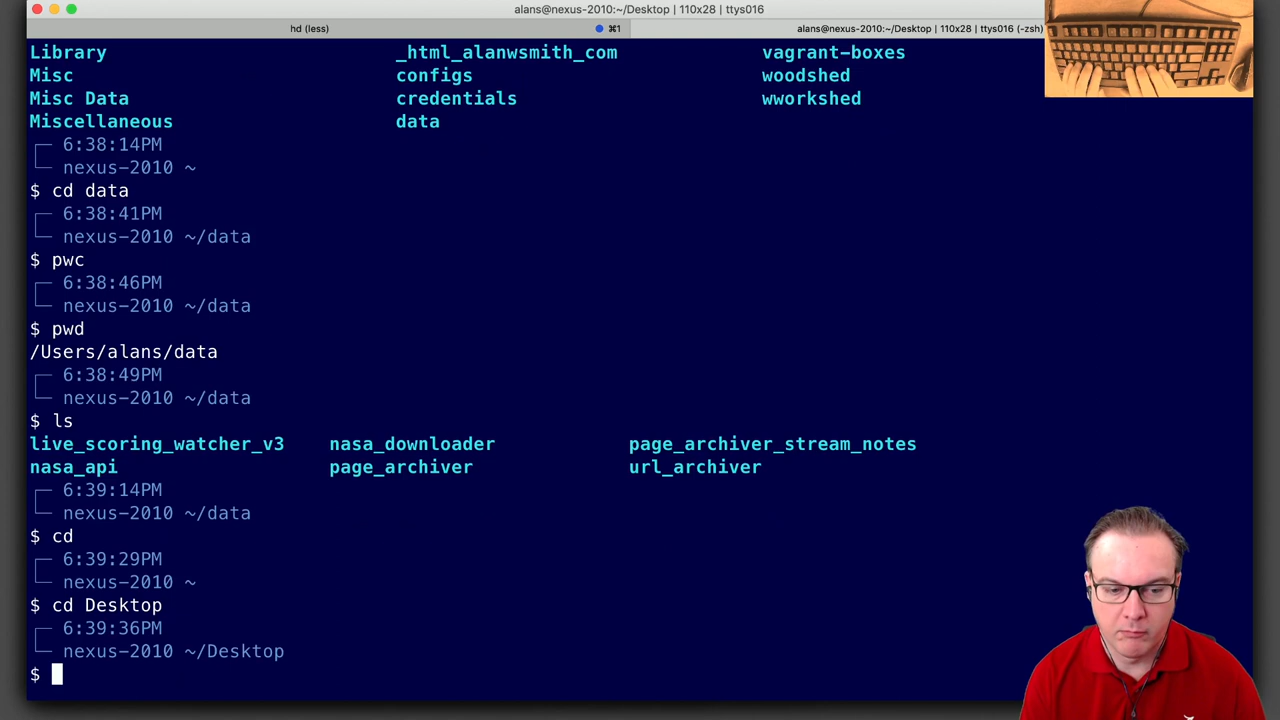 alans@nexus-2010:~/Desktop | 110x28 | ttys016
hd (less) ⌘1 alans@nexus-2010:~/Desktop | 110x28 | ttys016 (-zsh)
Library _html_alanwsmith_com vagrant-boxes
Misc configs woodshed
Misc Data credentials wworkshed
Miscellaneous data
6:38:14PM
nexus-2010 ~
$ cd data
6:38:41PM
nexus-2010 ~/data
$ pwc
6:38:46PM
nexus-2010 ~/data
$ pwd
/Users/alans/data
6:38:49PM
nexus-2010 ~/data
$ ls
live_scoring_watcher_v3 nasa_downloader page_archiver_stream_notes
nasa_api page_archiver url_archiver
6:39:14PM
nexus-2010 ~/data
$ cd
6:39:29PM
nexus-2010 ~
$ cd Desktop
6:39:36PM
nexus-2010 ~/Desktop
$